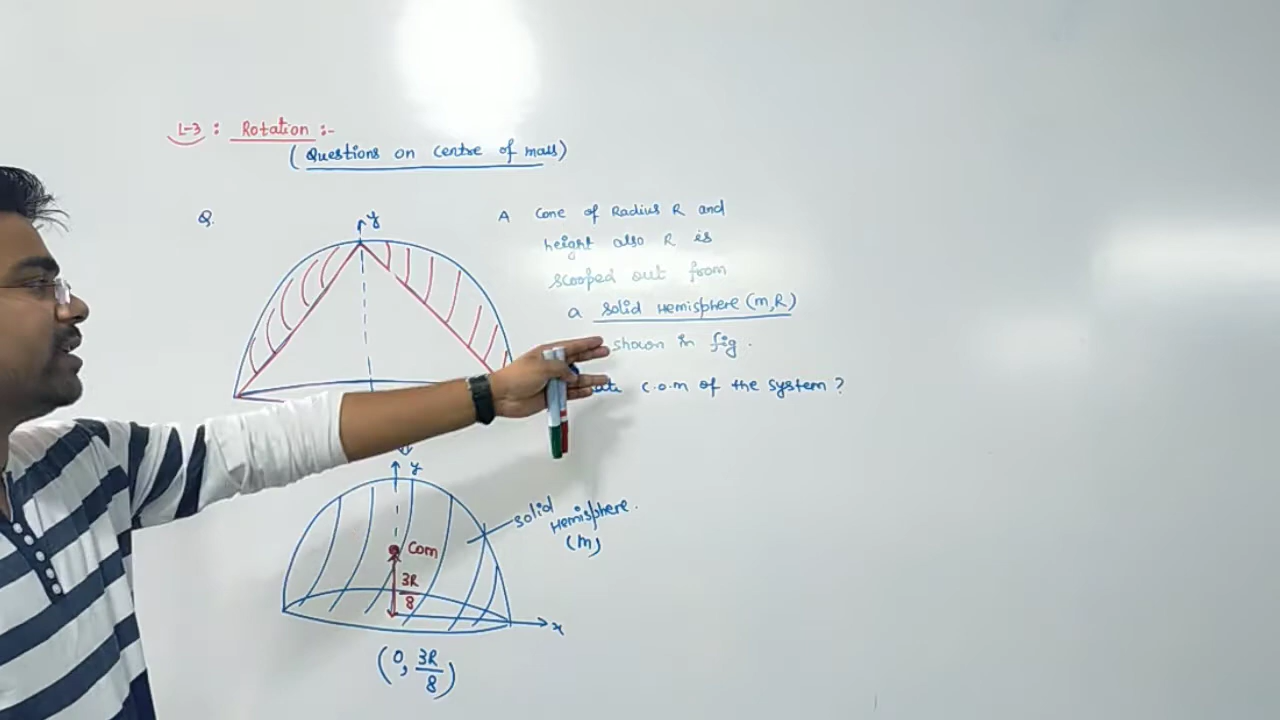 L-3 : Rotation :-
(Questions on centre of mass)
Q.
y
A Cone of Radius R and
height also R is
scooped out from
a solid Hemisphere (m,R)
shown in fig.
C.O.M of the system ?
y
solid
Hemisphere.
(M)
Com
3R
8
x
(0, 3R/8)